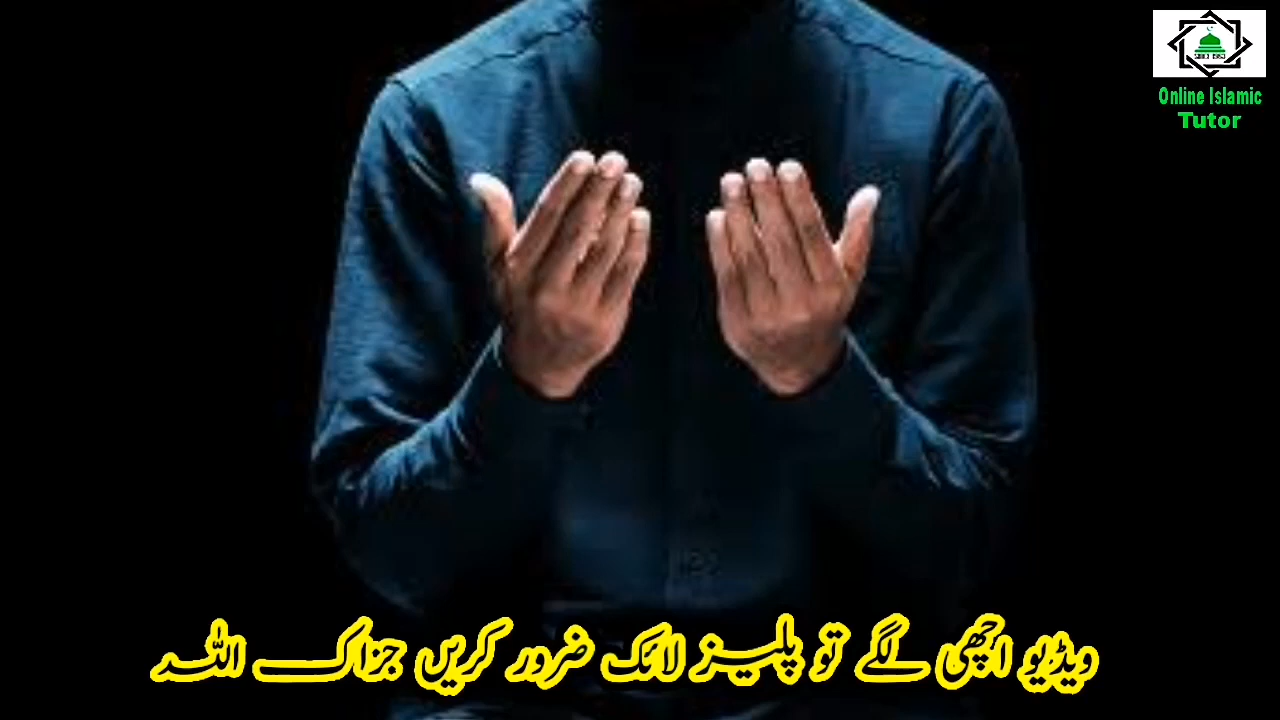 Online Islamic
Tutor
ویڈیو اچھی لگے تو پلیز لائک ضرور کریں جزاک اللہ